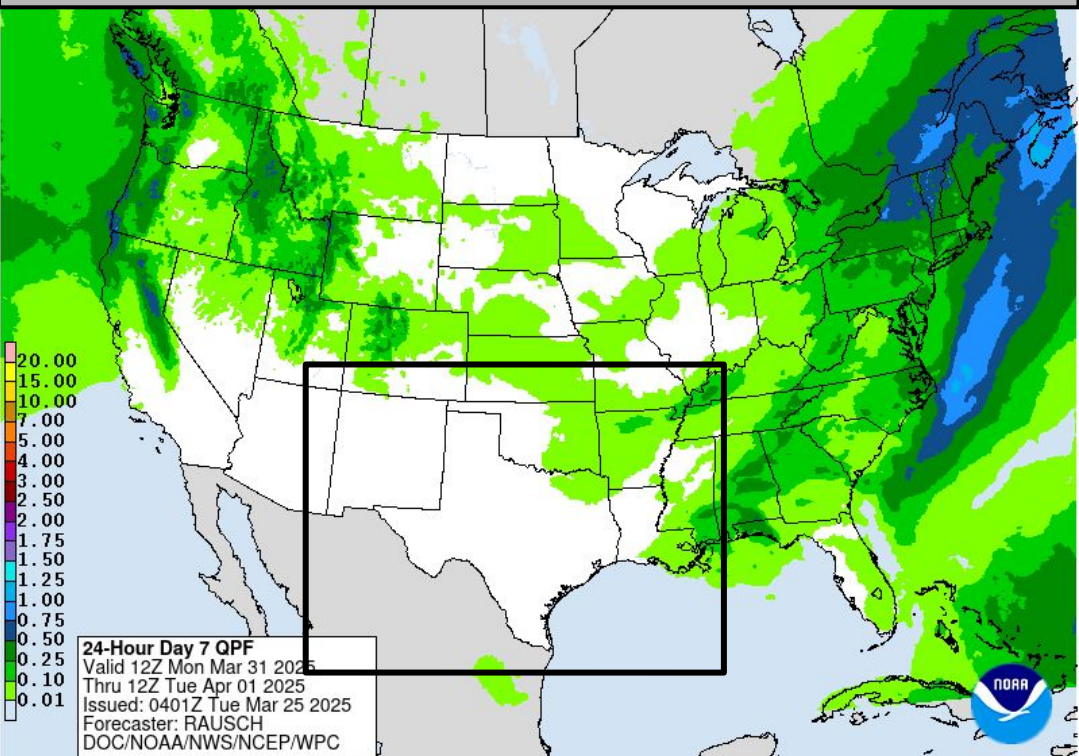 20.00
15.00
10.00
7.00
5.00
4.00
3.00
2.50
2.00
1.75
1.50
1.25
1.00
0.75
0.50
0.25
0.10
0.01
24-Hour Day 7 QPF
Valid 12Z Mon Mar 31 2025
Thru 12Z Tue Apr 01 2025
Issued: 0401Z Tue Mar 25 2025
Forecaster: RAUSCH
DOC/NOAA/NWS/NCEP/WPC
NOAA